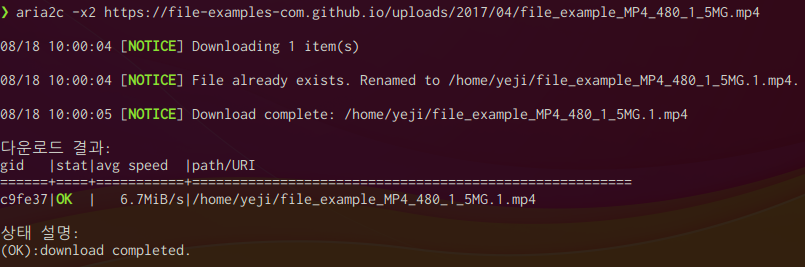 ❯ aria2c -x2 https://file-examples-com.github.io/uploads/2017/04/file_example_MP4_480_1_5MG.mp4
08/18 10:00:04 [NOTICE] Downloading 1 item(s)
08/18 10:00:04 [NOTICE] File already exists. Renamed to /home/yeji/file_example_MP4_480_1_5MG.1.mp4.
08/18 10:00:05 [NOTICE] Download complete: /home/yeji/file_example_MP4_480_1_5MG.1.mp4
다운로드 결과:
gid   |stat|avg speed  |path/URI
======+====+===========+=======================================================
c9fe37|OK  |   6.7MiB/s|/home/yeji/file_example_MP4_480_1_5MG.1.mp4
상태 설명:
(OK):download completed.